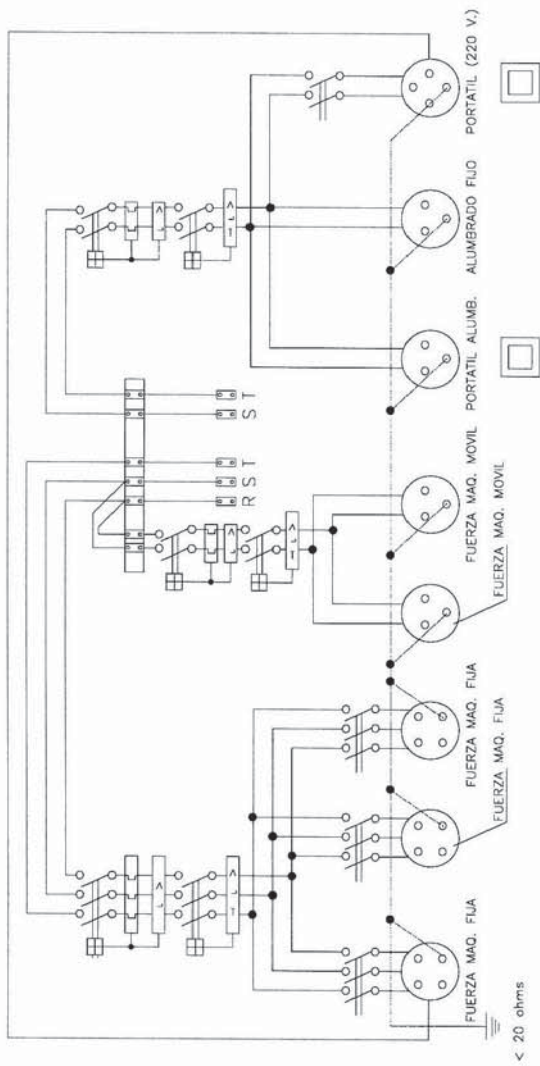 R S T
S T
FUERZA MAQ. FIJA
FUERZA MAQ. FIJA
FUERZA MAQ. FIJA
FUERZA MAQ. MOVIL
FUERZA MAQ. MOVIL
PORTATIL ALUMB.
ALUMBRADO FIJO
PORTATIL (220 V.)
< 20 ohms